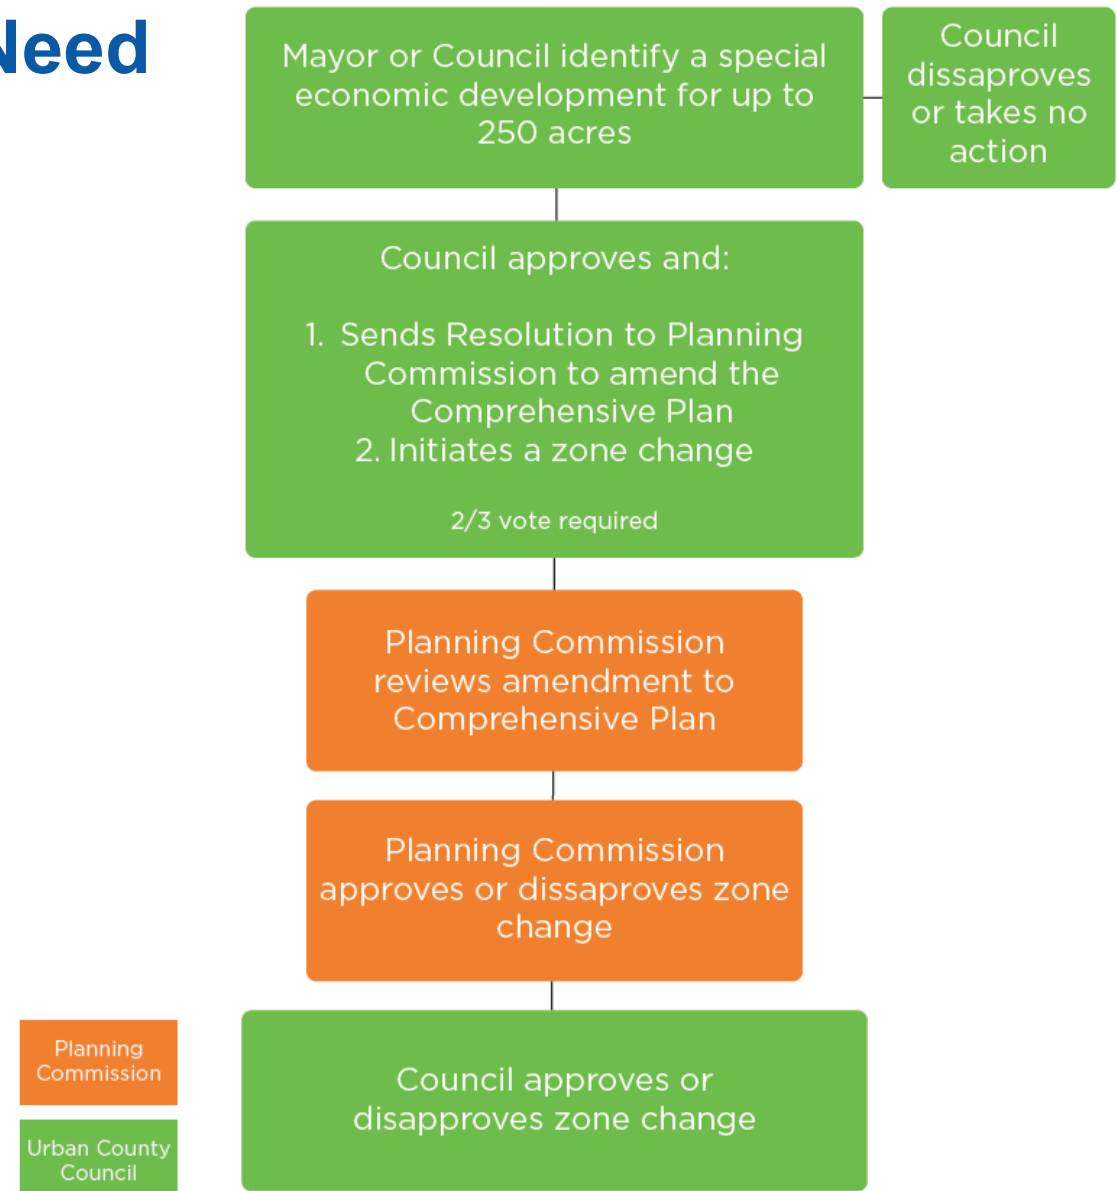 Need
Mayor or Council identify a special
economic development for up to
250 acres
Council
dissaproves
or takes no
action
Council approves and:
1. Sends Resolution to Planning
Commission to amend the
Comprehensive Plan
2. Initiates a zone change
2/3 vote required
Planning Commission
reviews amendment to
Comprehensive Plan
Planning Commission
approves or dissaproves zone
change
Planning
Commission
Urban County
Council
Council approves or
disapproves zone change